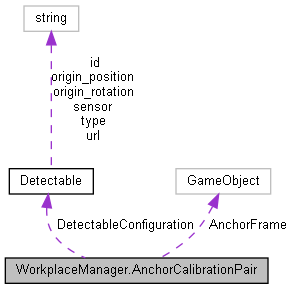 string
id
origin_position
origin_rotation
sensor
type
url
Detectable
GameObject
DetectableConfiguration
AnchorFrame
WorkplaceManager.AnchorCalibrationPair